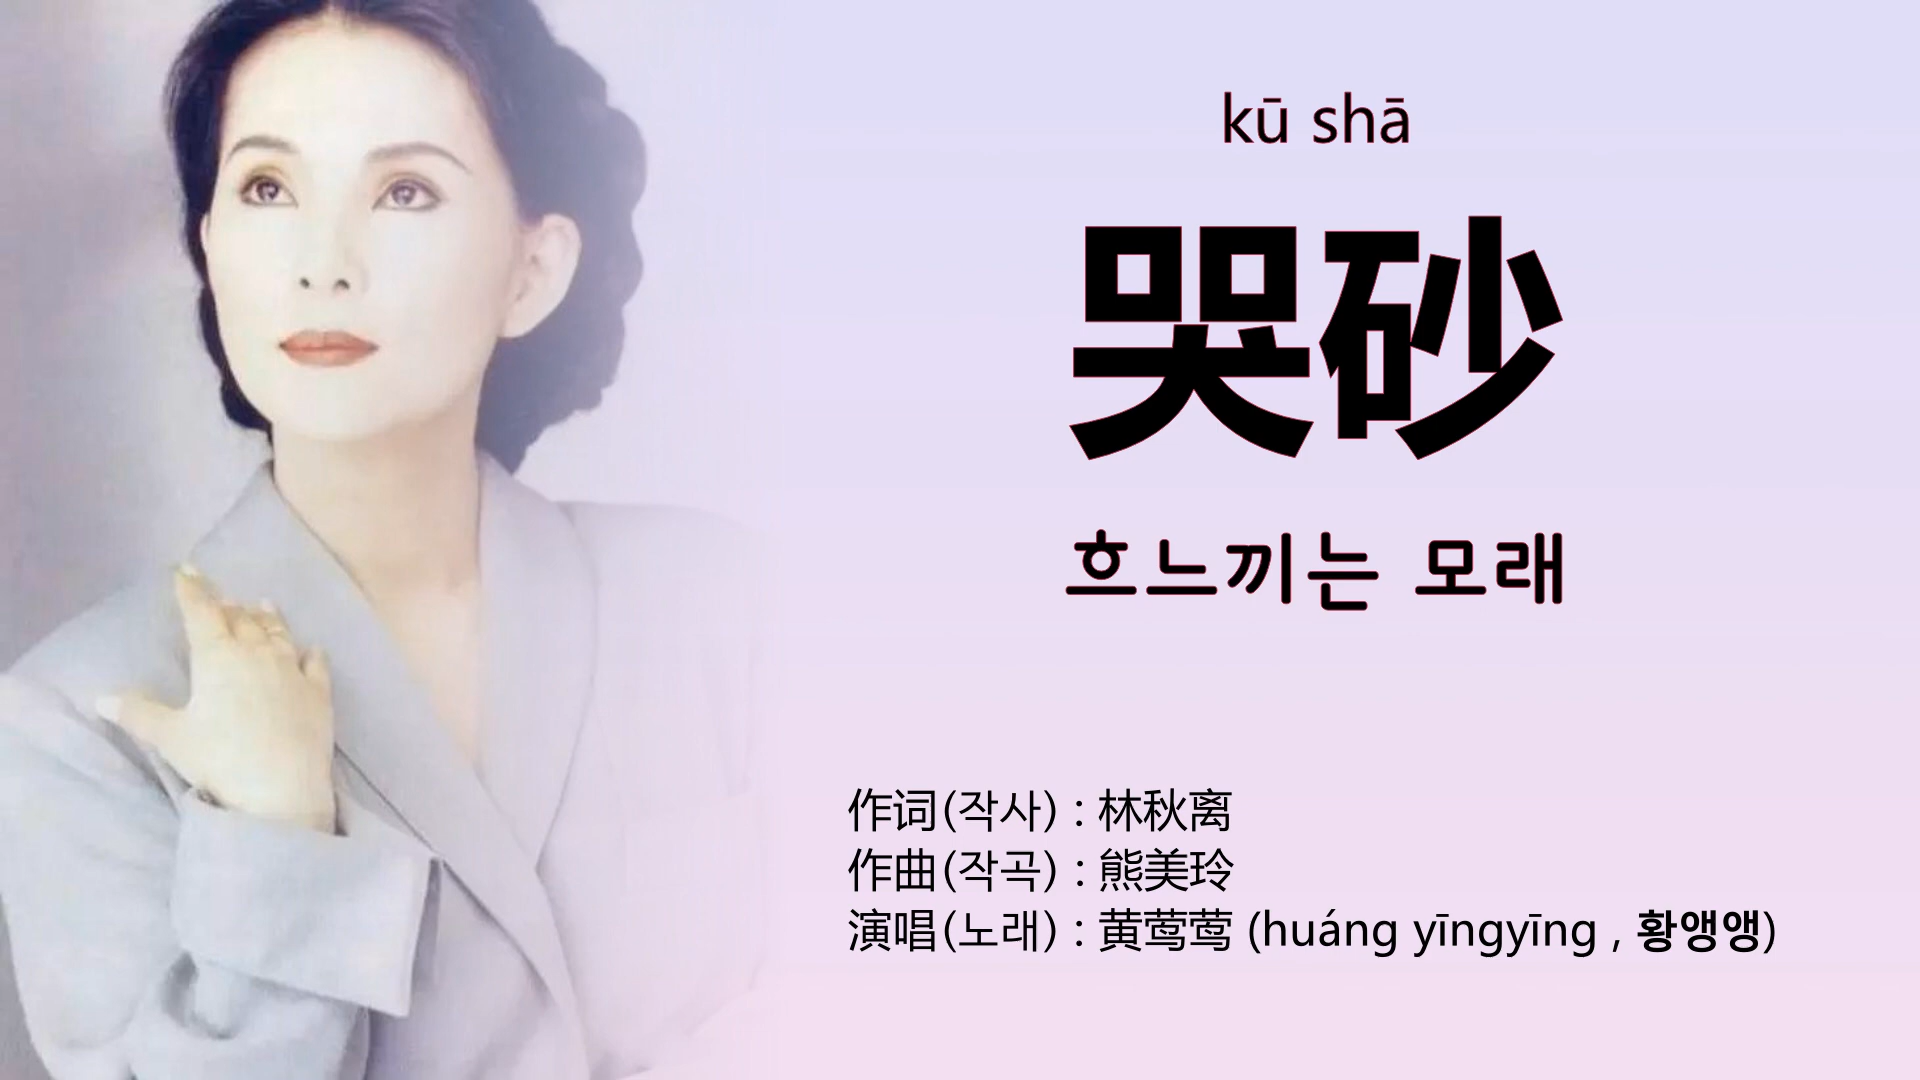 kū shā
哭砂
흐느끼는 모래
作词(작사) : 林秋离
作曲(작곡) : 熊美玲
演唱(노래) : 黄莺莺 (huáng yīngyīng , 황앵앵)